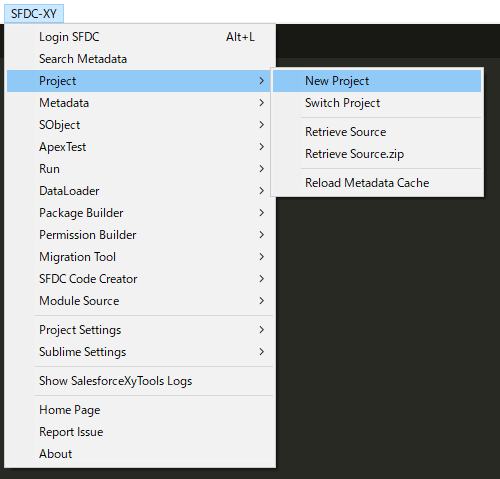 SFDC-XY
Login SFDC Alt+L
Search Metadata
Project
Metadata
SObject
ApexTest
Run
DataLoader
Package Builder
Permission Builder
Migration Tool
SFDC Code Creator
Module Source
Project Settings
Sublime Settings
Show SalesforceXyTools Logs
Home Page
Report Issue
About
New Project
Switch Project
Retrieve Source
Retrieve Source.zip
Reload Metadata Cache